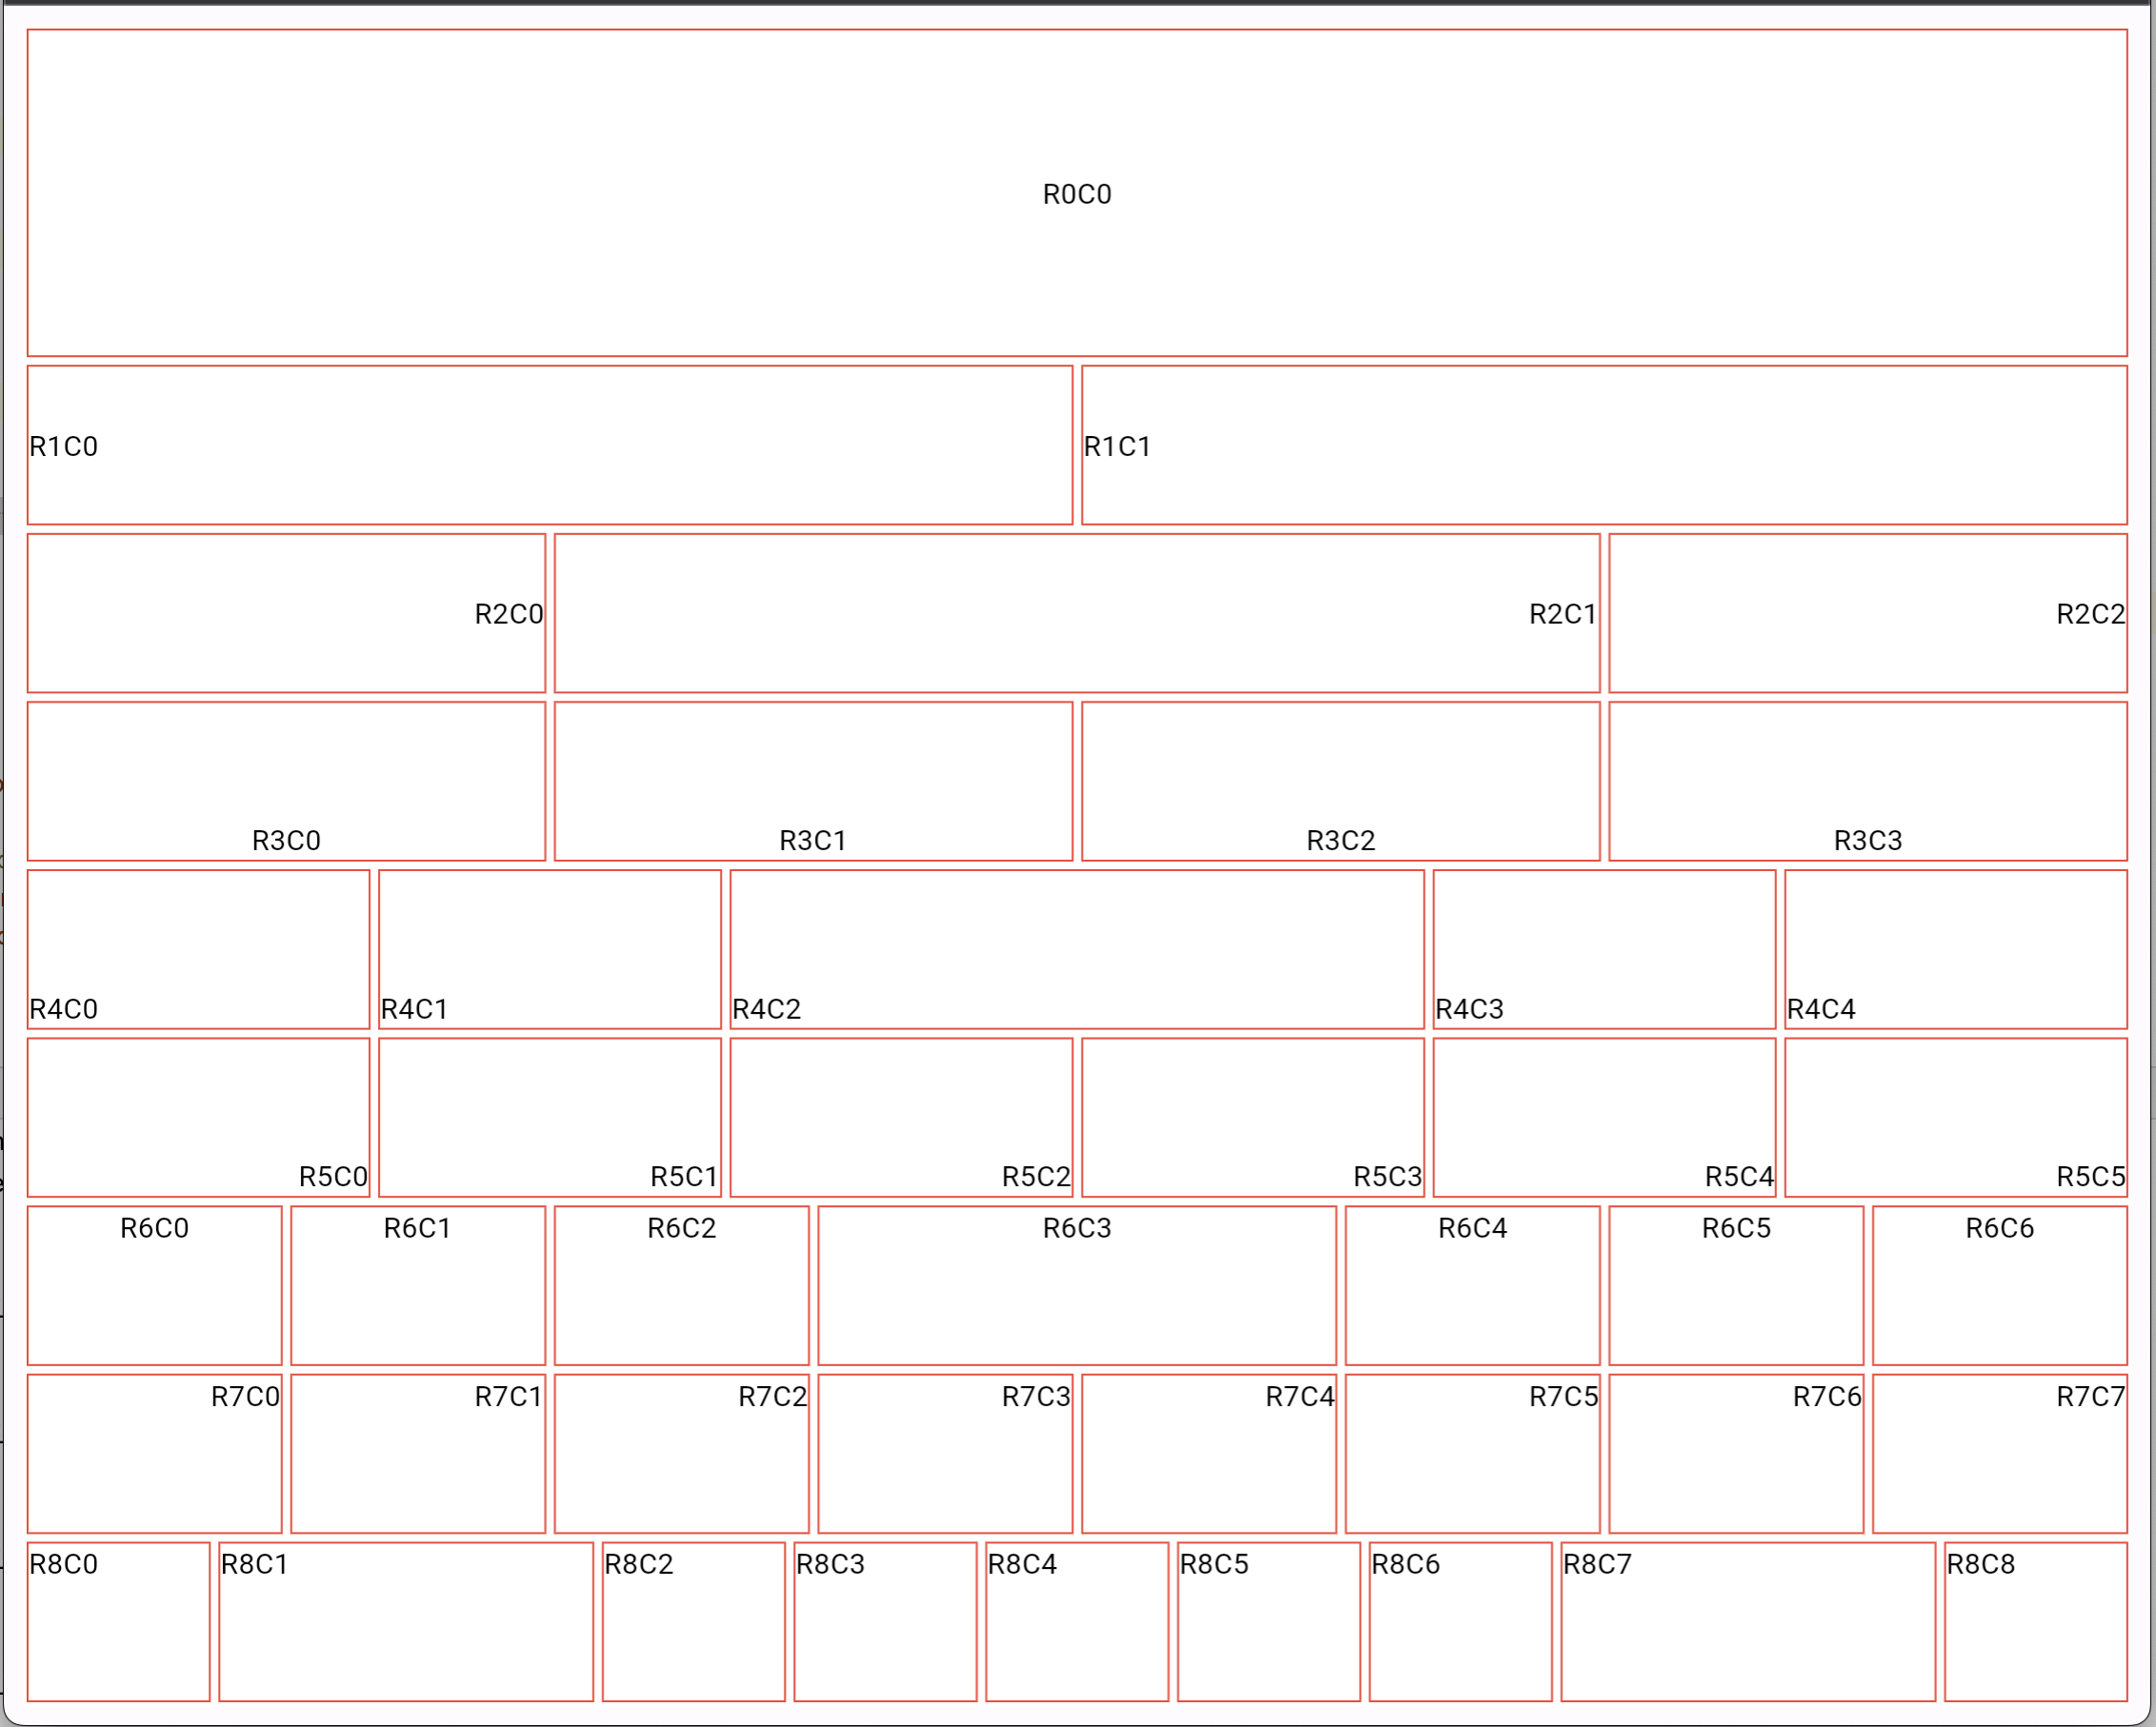 R0C0
R1C0 R1C1
R2C0 R2C1 R2C2
R3C0 R3C1 R3C2 R3C3
R4C0 R4C1 R4C2 R4C3 R4C4
R5C0 R5C1 R5C2 R5C3 R5C4 R5C5
R6C0 R6C1 R6C2 R6C3 R6C4 R6C5 R6C6
R7C0 R7C1 R7C2 R7C3 R7C4 R7C5 R7C6 R7C7
R8C0 R8C1 R8C2 R8C3 R8C4 R8C5 R8C6 R8C7 R8C8